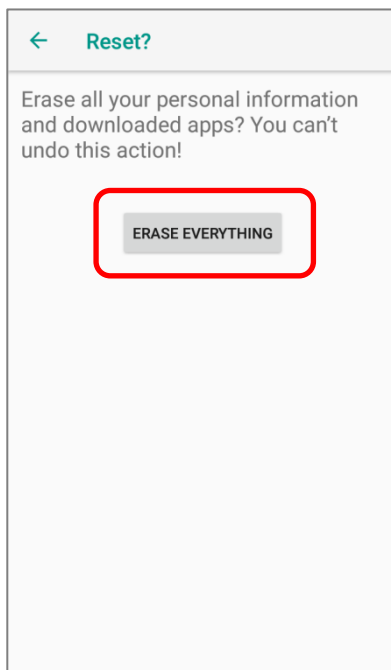 Reset?
Erase all your personal information
and downloaded apps? You can't
undo this action!
ERASE EVERYTHING